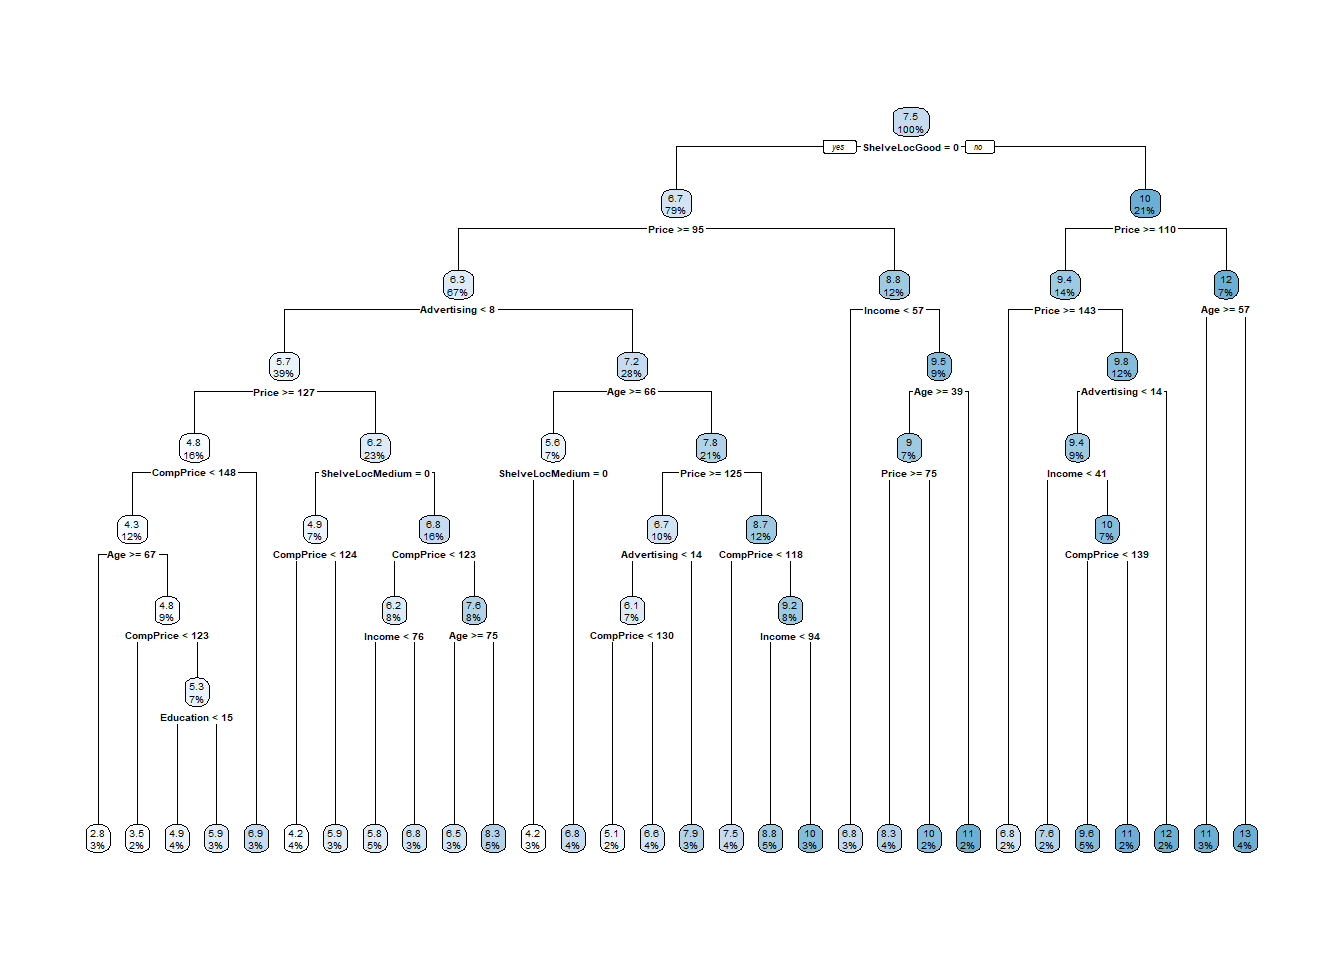 7.5
100%
yes ShelveLocGood = 0 no
6.7 10
79% 21%
Price >= 95 Price >= 110
6.3 8.8 9.4 12
67% 12% 14% 7%
Advertising < 8 Income < 57 Price >= 143 Age >= 57
5.7 7.2 9.5 9.8
39% 28% 9% 12%
Price >= 127 Age >= 66 Age >= 39 Advertising < 14
4.8 6.2 5.6 7.8 9 9.4
16% 23% 7% 21% 7% 9%
CompPrice < 148 ShelveLocMedium = 0 ShelveLocMedium = 0 Price >= 125 Price >= 75 Income < 41
4.3 4.9 6.8 6.7 8.7 10
12% 7% 16% 10% 12% 7%
Age >= 67 CompPrice < 124 CompPrice < 123 Advertising < 14 CompPrice < 118 CompPrice < 139
4.8 6.2 7.6 6.1 9.2
9% 8% 8% 7% 8%
CompPrice < 123 Income < 76 Age >= 75 CompPrice < 130 Income < 94
5.3
7%
Education < 15
2.8 3.5 4.9 5.9 6.9 4.2 5.9 5.8 6.8 6.5 8.3 4.2 6.8 5.1 6.6 7.9 7.5 8.8 10 6.8 8.3 10 11 6.8 7.6 9.6 11 12 11 13
3% 2% 4% 3% 3% 4% 3% 5% 3% 3% 5% 3% 4% 2% 4% 3% 4% 5% 3% 3% 4% 2% 2% 2% 2% 5% 2% 2% 3% 4%